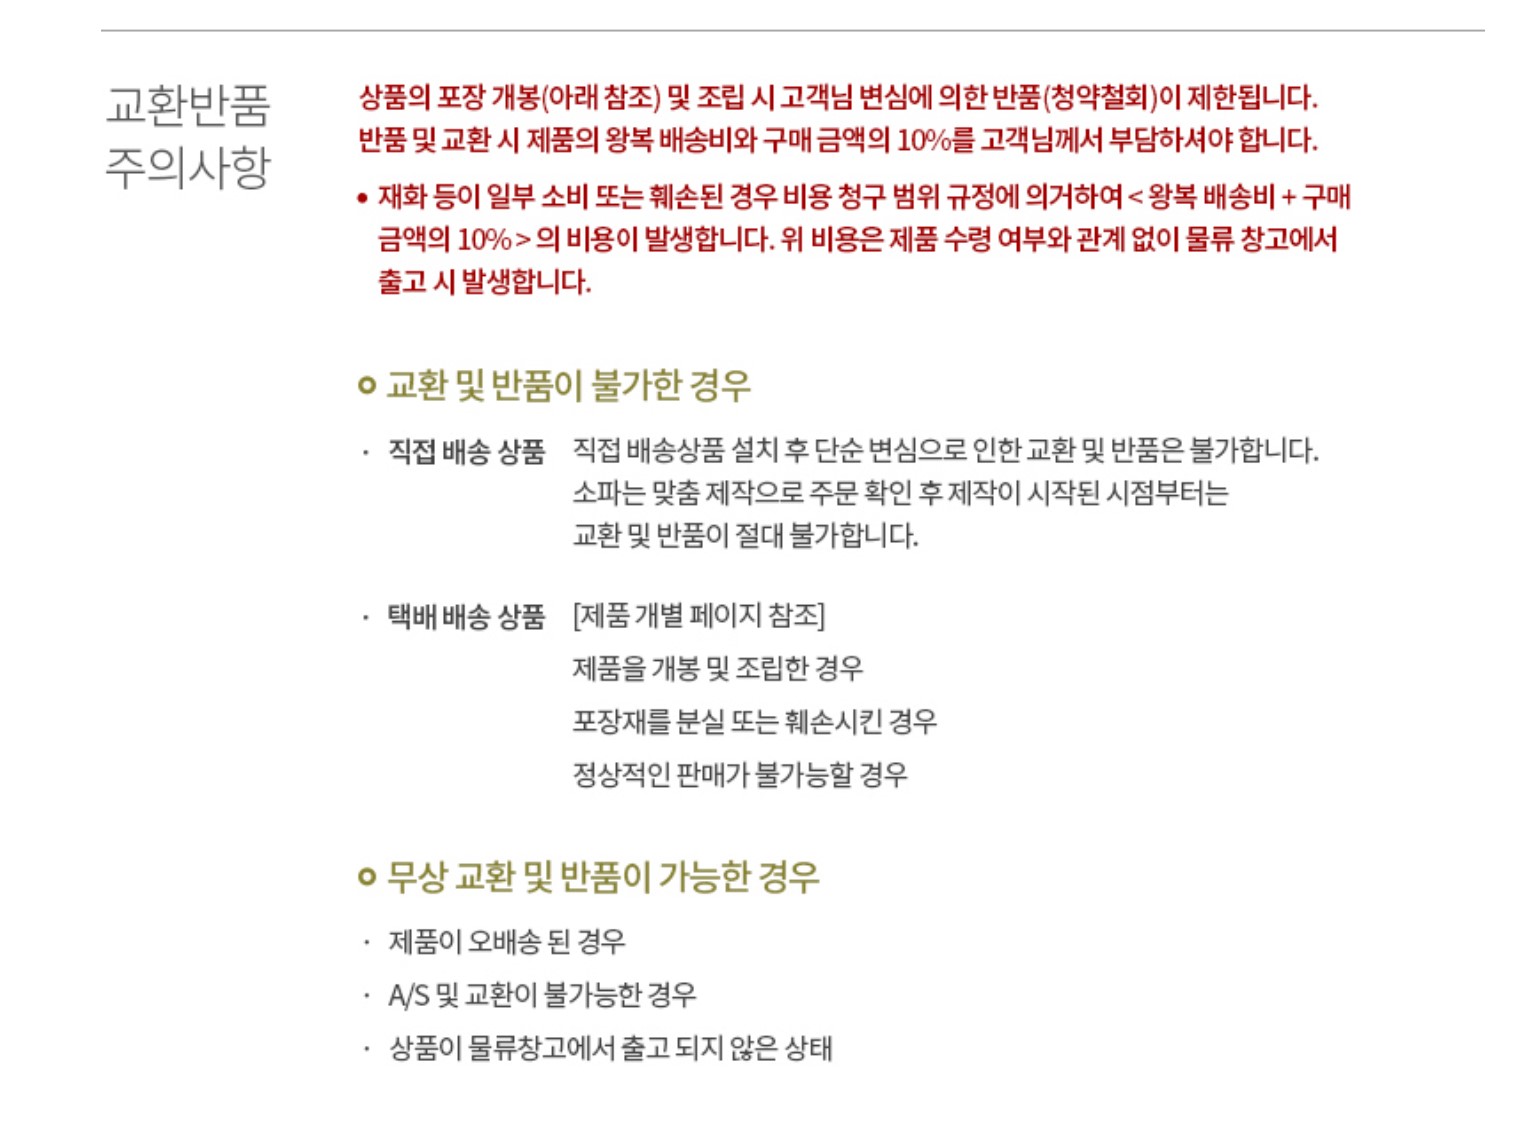 교환반품
주의사항
상품의 포장 개봉(아래 참조) 및 조립 시 고객님 변심에 의한 반품(청약철회)이 제한됩니다.
반품 및 교환 시 제품의 왕복 배송비와 구매 금액의 10%를 고객님께서 부담하셔야 합니다.
• 재화 등이 일부 소비 또는 훼손된 경우 비용 청구 범위 규정에 의거하여 < 왕복 배송비 + 구매
금액의 10% > 의 비용이 발생합니다. 위 비용은 제품 수령 여부와 관계 없이 물류 창고에서
출고 시 발생합니다.
교환 및 반품이 불가한 경우
· 직접 배송 상품 직접 배송상품 설치 후 단순 변심으로 인한 교환 및 반품은 불가합니다.
소파는 맞춤 제작으로 주문 확인 후 제작이 시작된 시점부터는
교환 및 반품이 절대 불가합니다.
· 택배 배송 상품 [제품 개별 페이지 참조]
제품을 개봉 및 조립한 경우
포장재를 분실 또는 훼손시킨 경우
정상적인 판매가 불가능할 경우
무상 교환 및 반품이 가능한 경우
· 제품이 오배송 된 경우
· A/S 및 교환이 불가능한 경우
· 상품이 물류창고에서 출고 되지 않은 상태